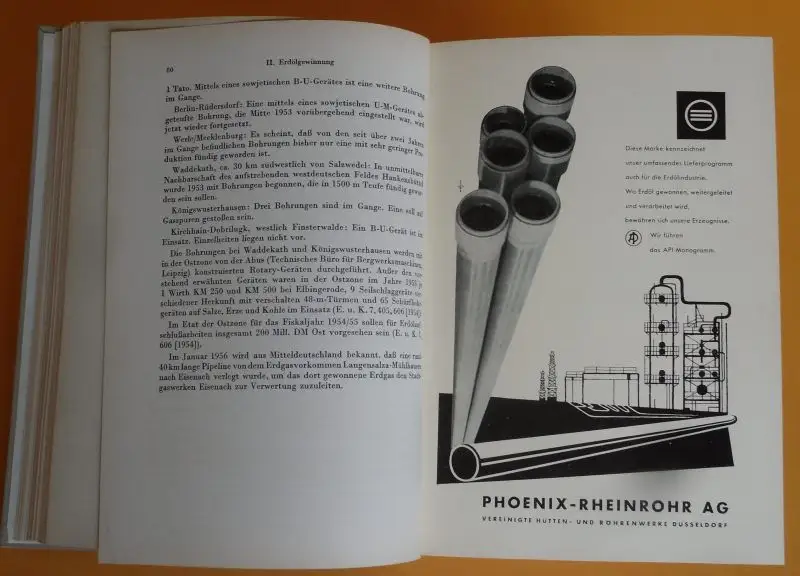 80
II. Erdölgewinnung
1 Tato. Mittels eines sowjetischen B-U-Gerätes ist eine weitere Bohrung
im Gange.
Berlin-Rüdersdorf: Eine mittels eines sowjetischen U-M-Gerätes ab-
geteufte Bohrung, die Mitte 1953 vorübergehend eingestellt war, wird
jetzt wieder fortgesetzt.
Werle/Mecklenburg: Es scheint, daß von den seit über zwei Jahren
im Gange befindlichen Bohrungen bisher nur eine mit sehr geringer Pro-
duktion fündig geworden ist.
Waddekath, ca. 30 km südwestlich von Salzwedel: In unmittelbarer
Nachbarschaft des aufstrebenden westdeutschen Feldes Hankensbüttel
wurde 1953 mit Bohrungen begonnen, die in 1500 m Teufe fündig gewor-
den sein sollen.
Königswusterhausen: Drei Bohrungen sind im Gange. Eine soll auf
Gasspuren gestoßen sein.
Kirchhain-Dobrilugk, westlich Finsterwalde: Ein B-U-Gerät ist im
Einsatz. Einzelheiten liegen nicht vor.
Die Bohrungen bei Waddekath und Königswusterhausen werden mit
in der Ostzone von der Abus (Technisches Büro für Bergwerksmaschinen,
Leipzig) konstruierten Rotary-Geräten durchgeführt. Außer den vor-
stehend erwähnten Geräten waren in der Ostzone im Jahre 1953
1 Wirth KM 250 und KM 500 bei Elbingerode, 9 Seilschlaggeräte ver-
schiedener Herkunft mit verschalten 48-m-Türmen und 65 Schürfbohr-
geräten auf Salze, Erze und Kohle im Einsatz (E. u. K. 7, 405, 606 [1954])
Im Etat der Ostzone für das Fiskaljahr 1954/55 sollen für Erdölauf-
schlußarbeiten insgesamt 200 Mill. DM Ost vorgesehen sein (E. u. K.
606 [1954]).
Im Januar 1956 wird aus Mitteldeutschland bekannt, daß eine rund
40 km lange Pipeline von dem Erdgasvorkommen Langensalza-Mühlhausen
nach Eisenach verlegt wurde, um das dort gewonnene Erdgas den Stadt-
gaswerken Eisenach zur Verwertung zuzuleiten.
Diese Marke kennzeichnet
unser umfassendes Lieferprogramm
auch für die Erdölindustrie.
Wo Erdöl gewonnen, weitergeleitet
und verarbeitet wird,
bewähren sich unsere Erzeugnisse.
Wir führen
das API-Monogramm.
PHOENIX-RHEINROHR AG
VEREINIGTE HÜTTEN- UND RÖHRENWERKE DÜSSELDORF